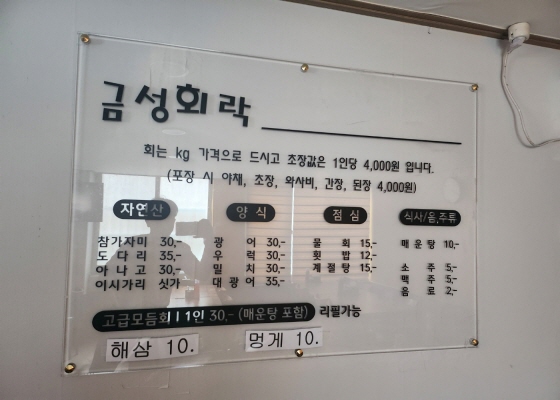 금성회락
회는 kg 가격으로 드시고 초장값은 1인당 4,000원 입니다.
(포장 시 야채, 초장, 와사비, 간장, 된장 4,000원)
자연산
참가자미 30,-
도다리 35,-
아나고 30,-
이시가리 싯가
양식
광어 30,-
우럭 30,-
밀치 30,-
대광어 35,-
점심
물회 15,-
횟밥 12,-
계절탕 15,-
식사/음,주류
매운탕 10,-
소주 5,-
맥주 5,-
음료 2,-
고급모듬회 1인 30,- (매운탕 포함) 리필가능
해삼 10.
멍게 10.